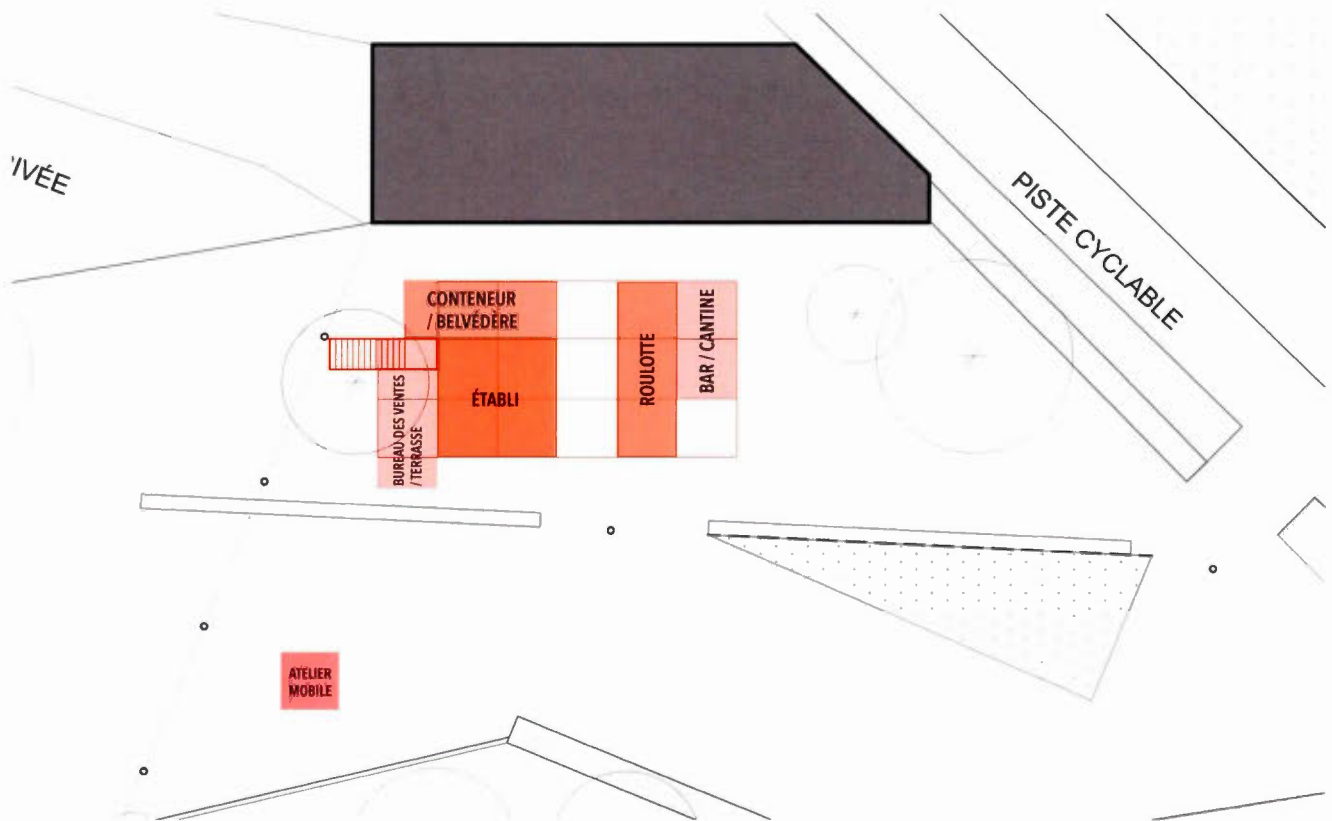 'IVÉE
PISTE CYCLABLE
CONTENEUR
/ BELVÉDÈRE
BUREAU DES VENTES
/ TERRASSE
ÉTABLI
ROULOTTE
BAR / CANTINE
ATELIER
MOBILE